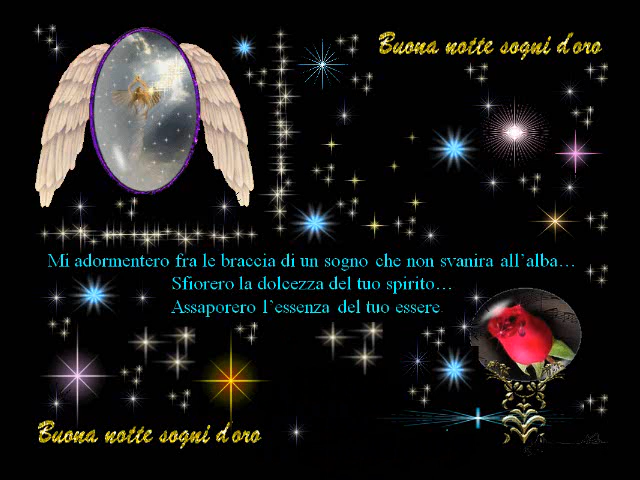 Buona notte sogni d'oro
Mi adormentero fra le braccia di un sogno che non svanira all'alba...
Sfiorero la dolcezza del tuo spirito...
Assaporero l'essenza del tuo essere
Buona notte sogni d'oro